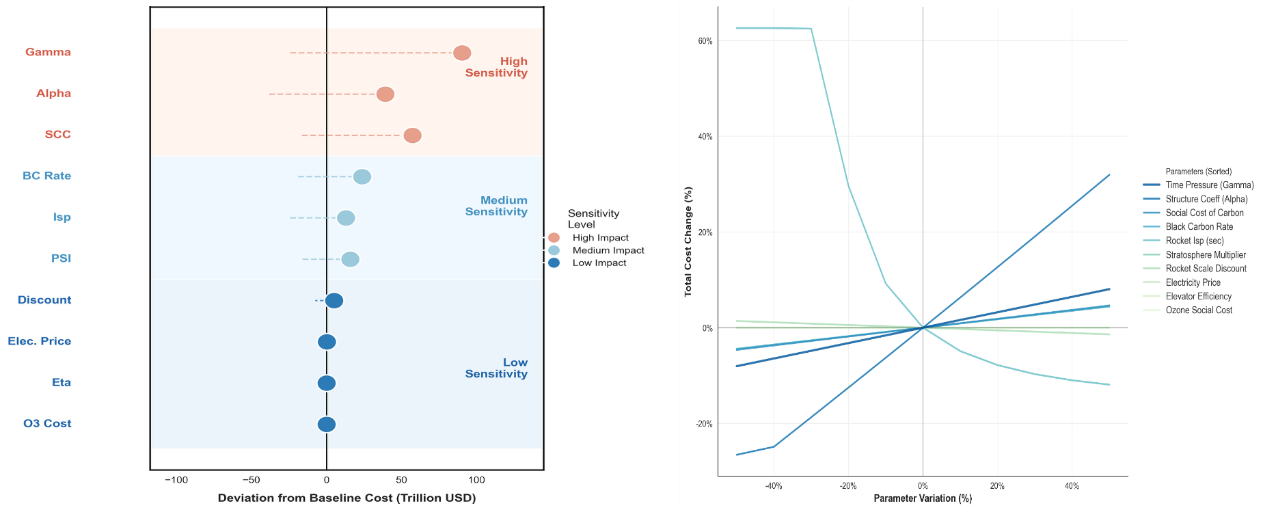 Gamma
Alpha
SCC
BC Rate
Isp
PSI
Discount
Elec. Price
Eta
O3 Cost
High
Sensitivity
Medium
Sensitivity
Low
Sensitivity
−100
−50
0
50
100
Deviation from Baseline Cost (Trillion USD)
Sensitivity
Level
High Impact
Medium Impact
Low Impact
Total Cost Change (%)
60%
40%
20%
0%
-20%
-40%
-20%
0%
20%
40%
Parameter Variation (%)
Parameters (Sorted)
Time Pressure (Gamma)
Structure Coeff (Alpha)
Social Cost of Carbon
Black Carbon Rate
Rocket Isp (sec)
Stratosphere Multiplier
Rocket Scale Discount
Electricity Price
Elevator Efficiency
Ozone Social Cost